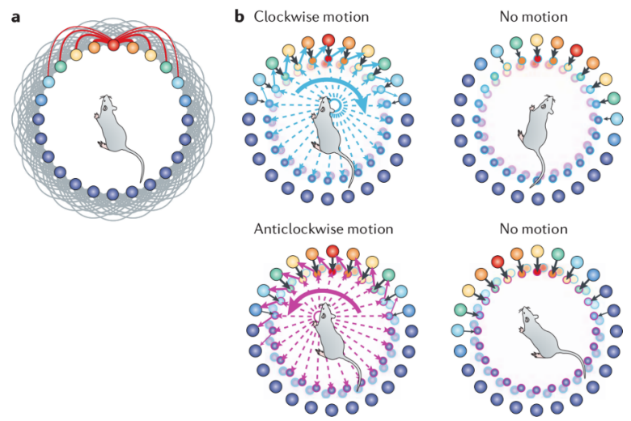 a
b
Clockwise motion
No motion
Anticlockwise motion
No motion